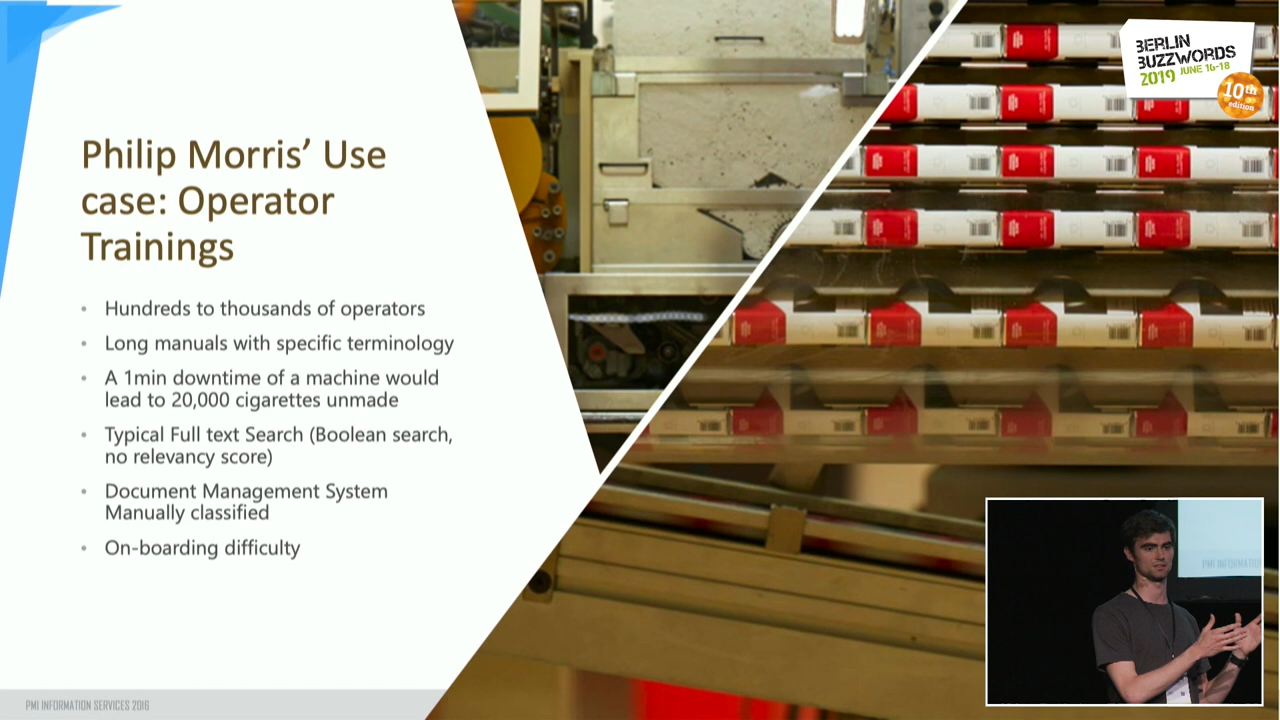 Philip Morris’ Use
case: Operator
Trainings
• Hundreds to thousands of operators
• Long manuals with specific terminology
• A 1min downtime of a machine would
lead to 20,000 cigarettes unmade
• Typical Full text Search (Boolean search,
no relevancy score)
• Document Management System
Manually classified
• On-boarding difficulty
PMI INFORMATION SERVICES 2016
BERLIN
BUZZWORDS
2019 JUNE 16-18
10th
edition
PMI INFORMATIO